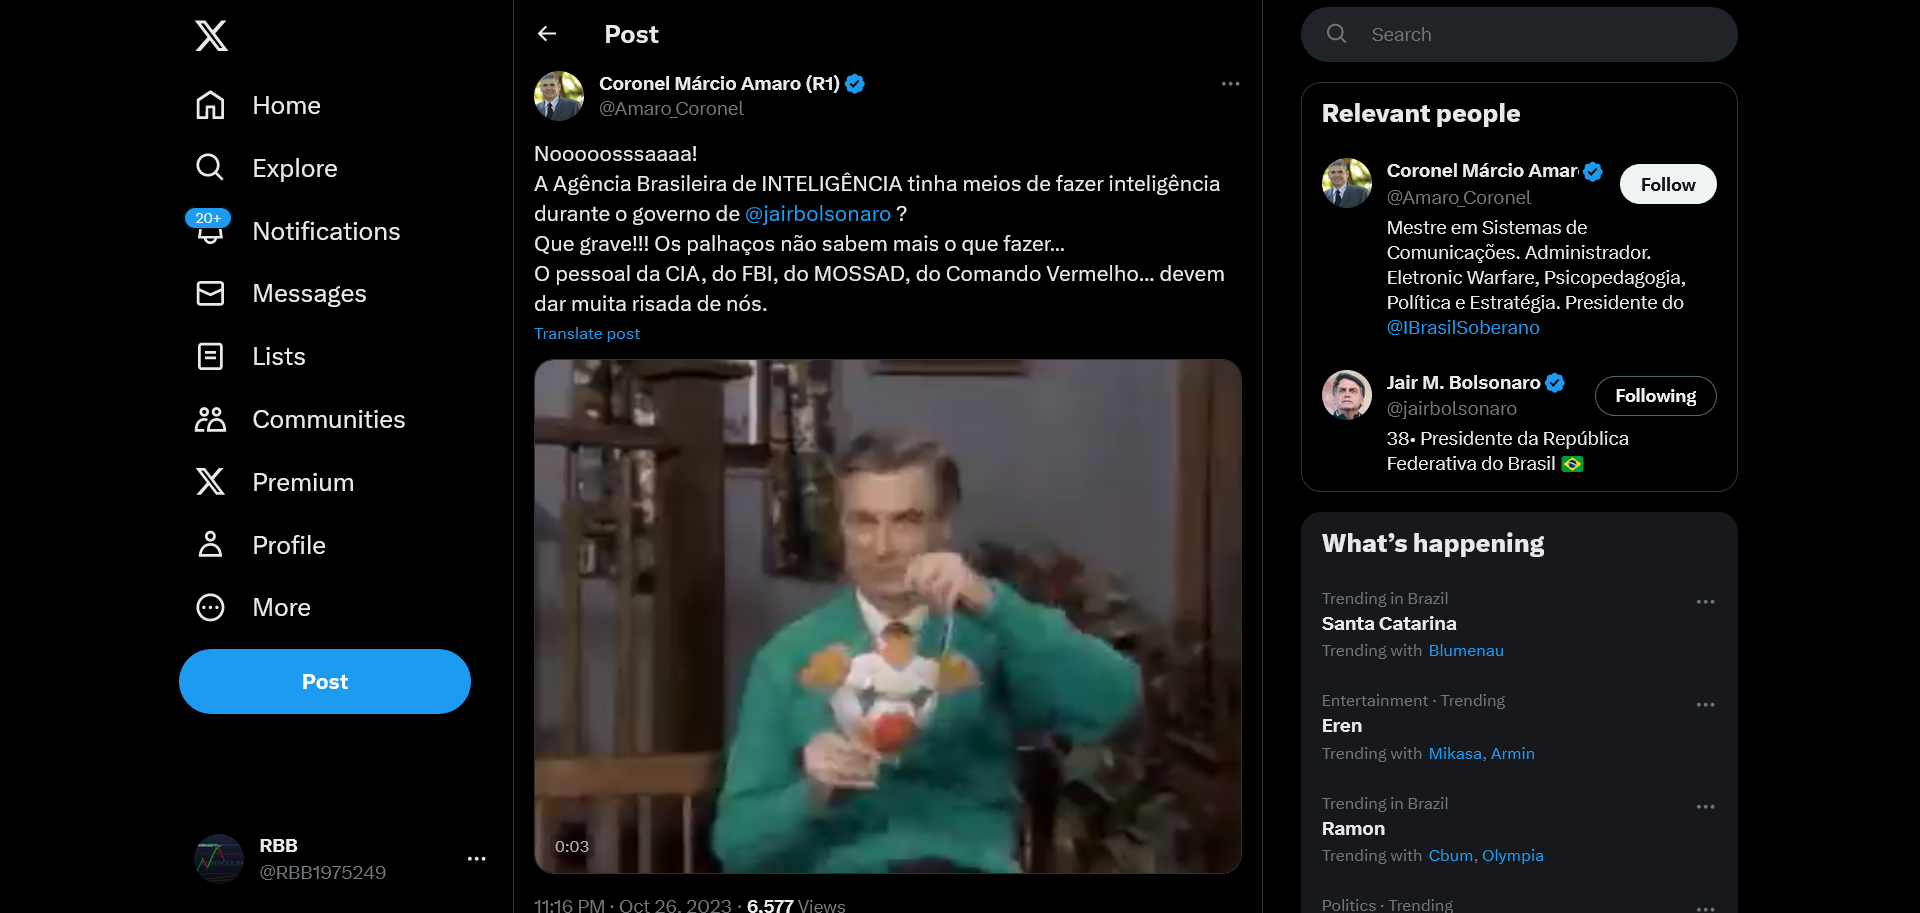 Home
Explore
20+
Notifications
Messages
Lists
Communities
Premium
Profile
More
Post
RBB
@RBB1975249
Post
Coronel Márcio Amaro (R1)
@Amaro_Coronel
Nooooosssaaaa!
A Agência Brasileira de INTELIGÊNCIA tinha meios de fazer inteligência
durante o governo de @jairbolsonaro ?
Que grave!!! Os palhaços não sabem mais o que fazer...
O pessoal da CIA, do FBI, do MOSSAD, do Comando Vermelho... devem
dar muita risada de nós.
Translate post
0:03
11:16 PM · Oct 26, 2023 · 6,577 Views
Search
Relevant people
Coronel Márcio Amar
Follow
@Amaro_Coronel
Mestre em Sistemas de
Comunicações. Administrador.
Eletronic Warfare, Psicopedagogia,
Política e Estratégia. Presidente do
@IBrasilSoberano
Jair M. Bolsonaro
Following
@jairbolsonaro
38• Presidente da República
Federativa do Brasil 🇧🇷
What's happening
Trending in Brazil
Santa Catarina
Trending with Blumenau
Entertainment · Trending
Eren
Trending with Mikasa, Armin
Trending in Brazil
Ramon
Trending with Cbum, Olympia
Politics · Trending